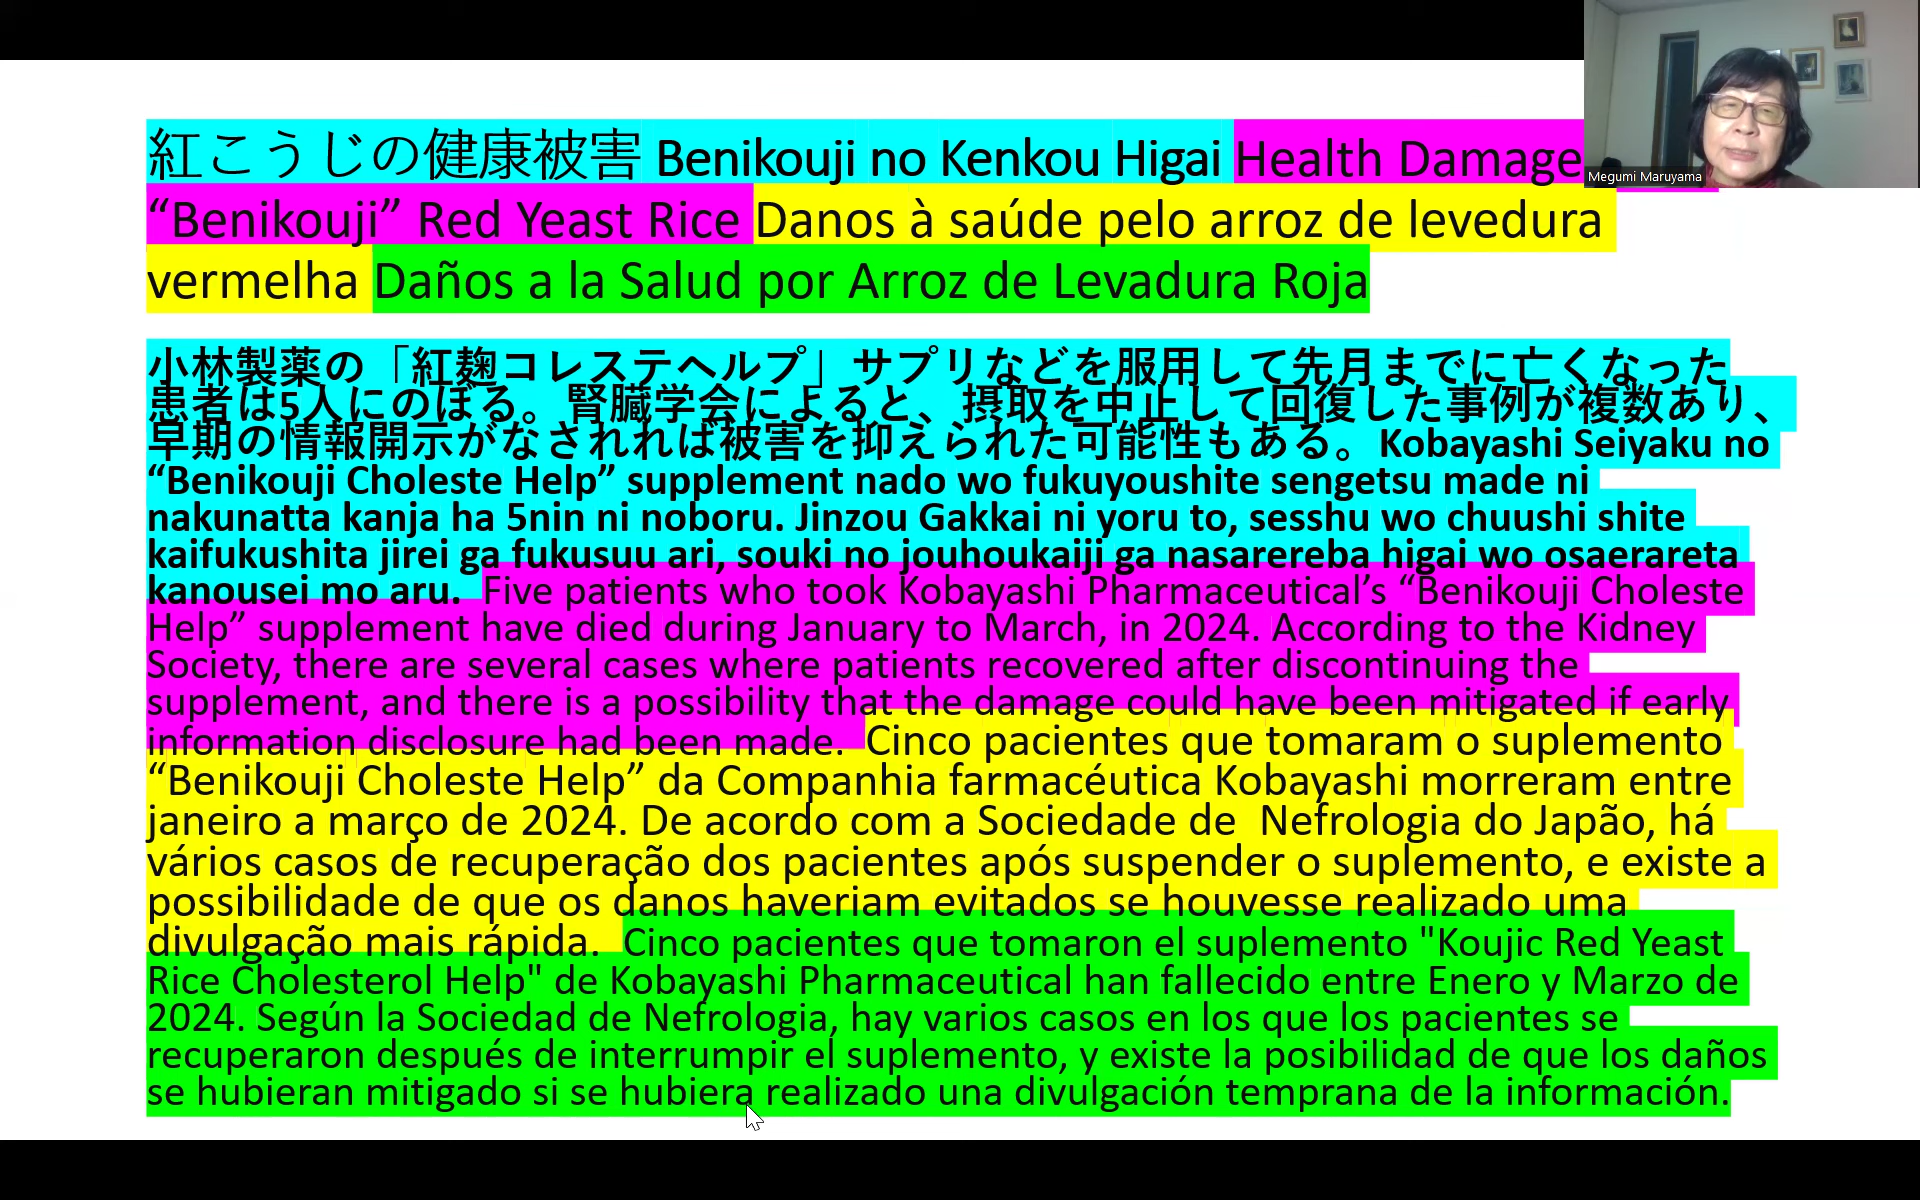 紅こうじの健康被害 Benikouji no Kenkou Higai Health Damage
“Benikouji” Red Yeast Rice Danos à saúde pelo arroz de levedura
vermelha Daños a la Salud por Arroz de Levadura Roja
小林製薬の「紅麹コレステヘルプ」サプリなどを服用して先月までに亡くなった
患者は5人にのぼる。腎臓学会によると、摂取を中止して回復した事例が複数あり、
早期の情報開示がなされれば被害を抑えられた可能性もある。Kobayashi Seiyaku no
“Benikouji Choleste Help” supplement nado wo fukuyoushite sengetsu made ni
nakunatta kanja ha 5nin ni noboru. Jinzou Gakkai ni yoru to, sesshu wo chuushi shite
kaifukushita jirei ga fukusuu ari, souki no jouhoukaiji ga nasarereba higai wo osaerareta
kanousei mo aru. Five patients who took Kobayashi Pharmaceutical’s “Benikouji Choleste
Help” supplement have died during January to March, in 2024. According to the Kidney
Society, there are several cases where patients recovered after discontinuing the
supplement, and there is a possibility that the damage could have been mitigated if early
information disclosure had been made. Cinco pacientes que tomaram o suplemento
“Benikouji Choleste Help” da Companhia farmacéutica Kobayashi morreram entre
janeiro a março de 2024. De acordo com a Sociedade de Nefrologia do Japão, há
vários casos de recuperação dos pacientes após suspender o suplemento, e existe a
possibilidade de que os danos haveriam evitados se houvesse realizado uma
divulgação mais rápida. Cinco pacientes que tomaron el suplemento "Koujic Red Yeast
Rice Cholesterol Help" de Kobayashi Pharmaceutical han fallecido entre Enero y Marzo de
2024. Según la Sociedad de Nefrologia, hay varios casos en los que los pacientes se
recuperaron después de interrumpir el suplemento, y existe la posibilidad de que los daños
se hubieran mitigado si se hubiera realizado una divulgación temprana de la información.
Megumi Maruyama